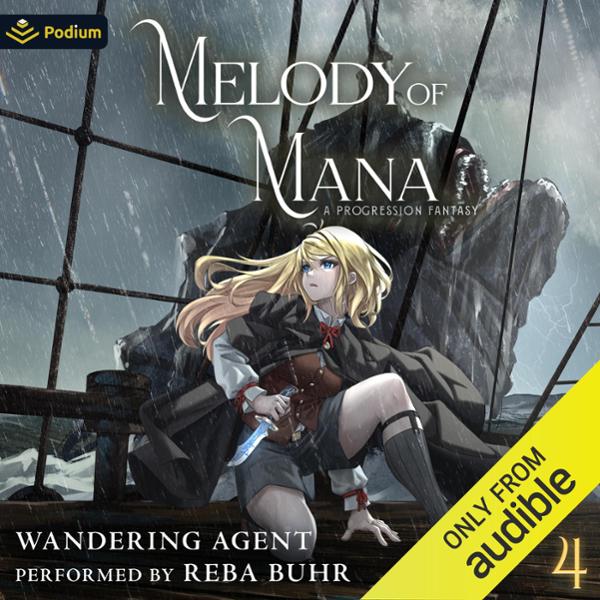 Podium
MELODY OF
MANA
A PROGRESSION FANTASY
WANDERING AGENT
PERFORMED BY REBA BUHR
ONLY FROM
audible
4